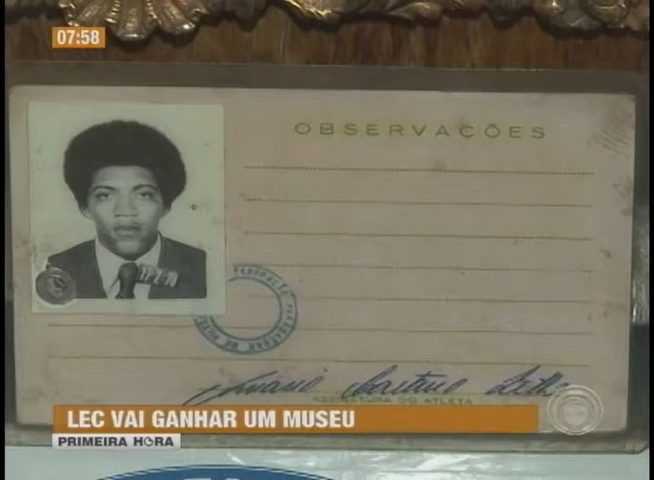 07:58
OBSERVAÇÕES
ASSINATURA DO ATLETA
LEC VAI GANHAR UM MUSEU
PRIMEIRA HORA